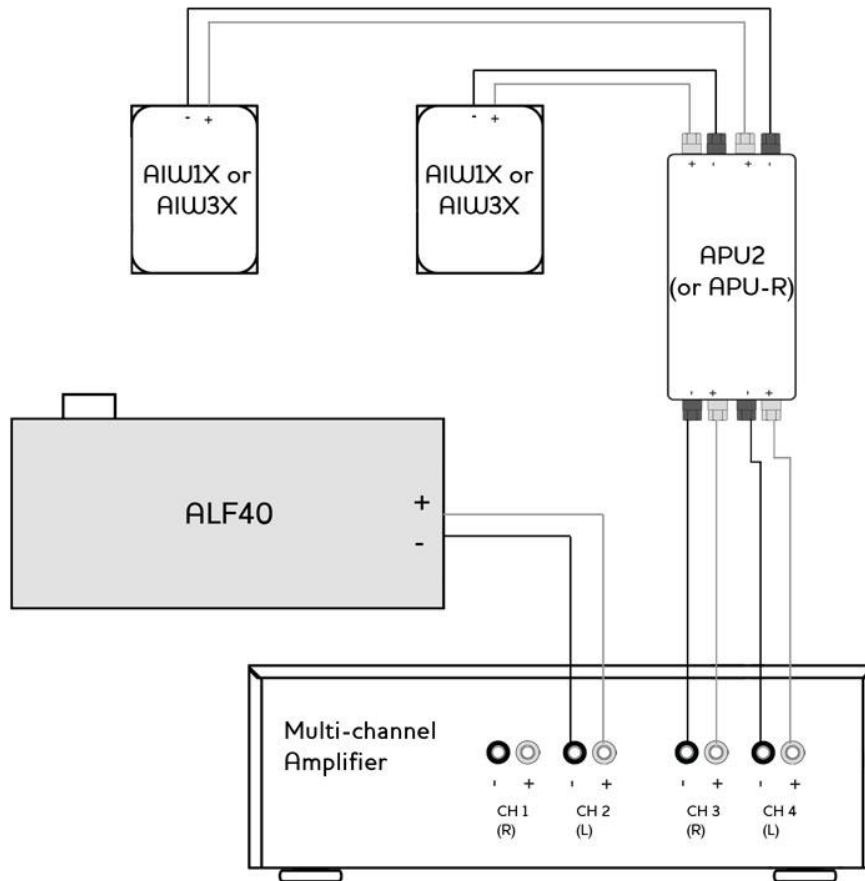 - +
- +
AIW1X or
AIW3X
AIW1X or
AIW3X
+ - + -
APU2
(or APU-R)
- + - +
ALF40
+
-
Multi-channel
Amplifier
- + - + - + - +
CH 1 CH 2 CH 3 CH 4
(R) (L) (R) (L)